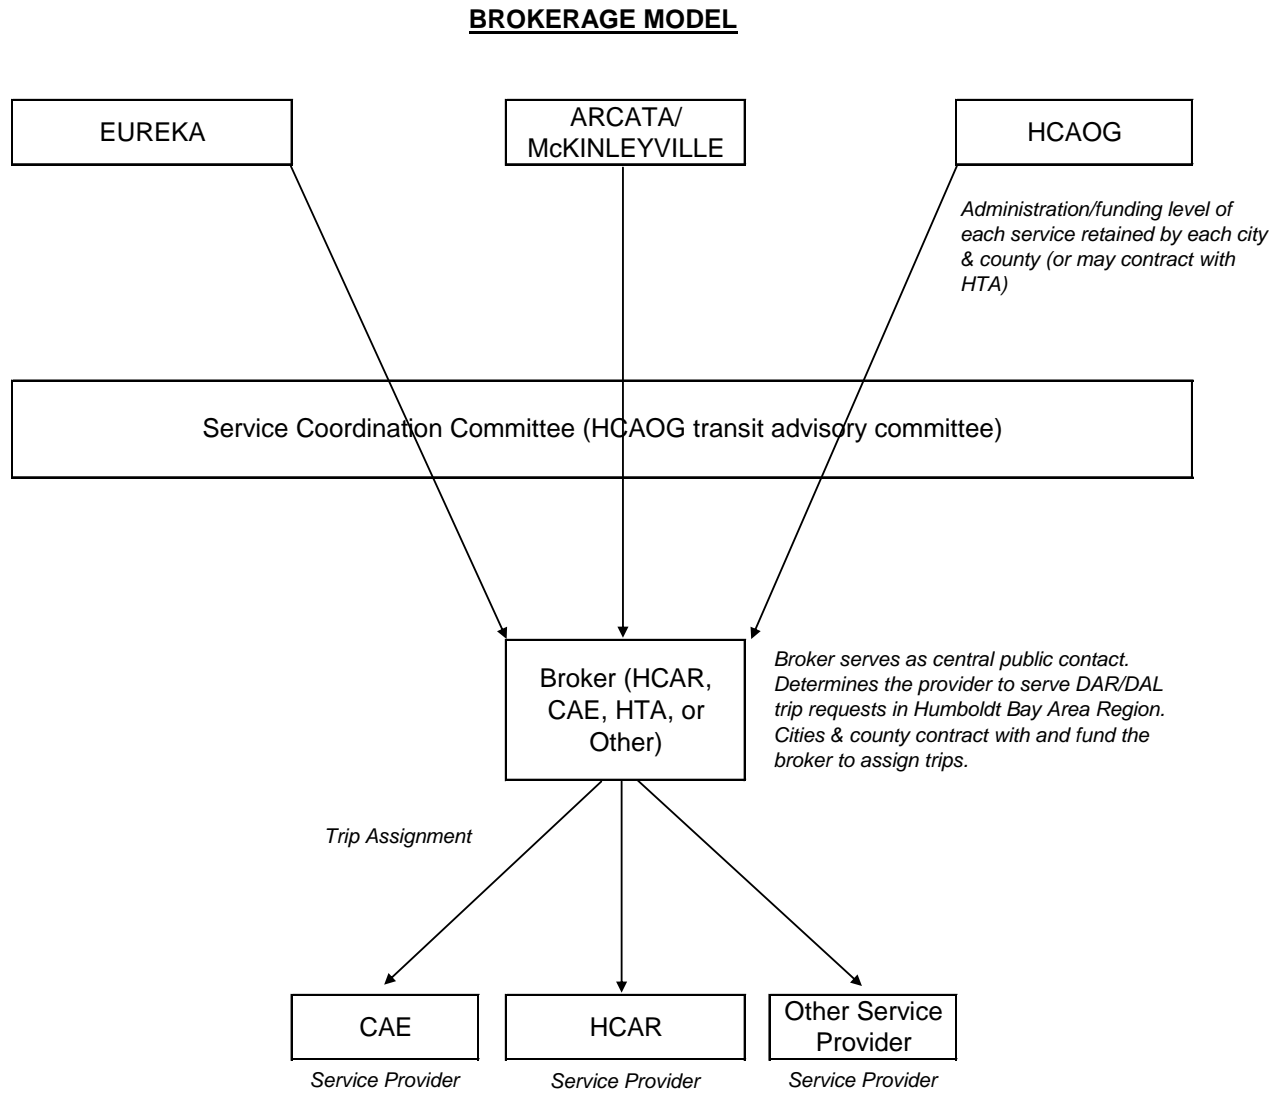 BROKERAGE MODEL
EUREKA
ARCATA/
McKINLEYVILLE
HCAOG
Administration/funding level of
each service retained by each city
& county (or may contract with
HTA)
Service Coordination Committee (HCAOG transit advisory committee)
Broker (HCAR,
CAE, HTA, or
Other)
Broker serves as central public contact.
Determines the provider to serve DAR/DAL
trip requests in Humboldt Bay Area Region.
Cities & county contract with and fund the
broker to assign trips.
Trip Assignment
CAE
HCAR
Other Service
Provider
Service Provider
Service Provider
Service Provider